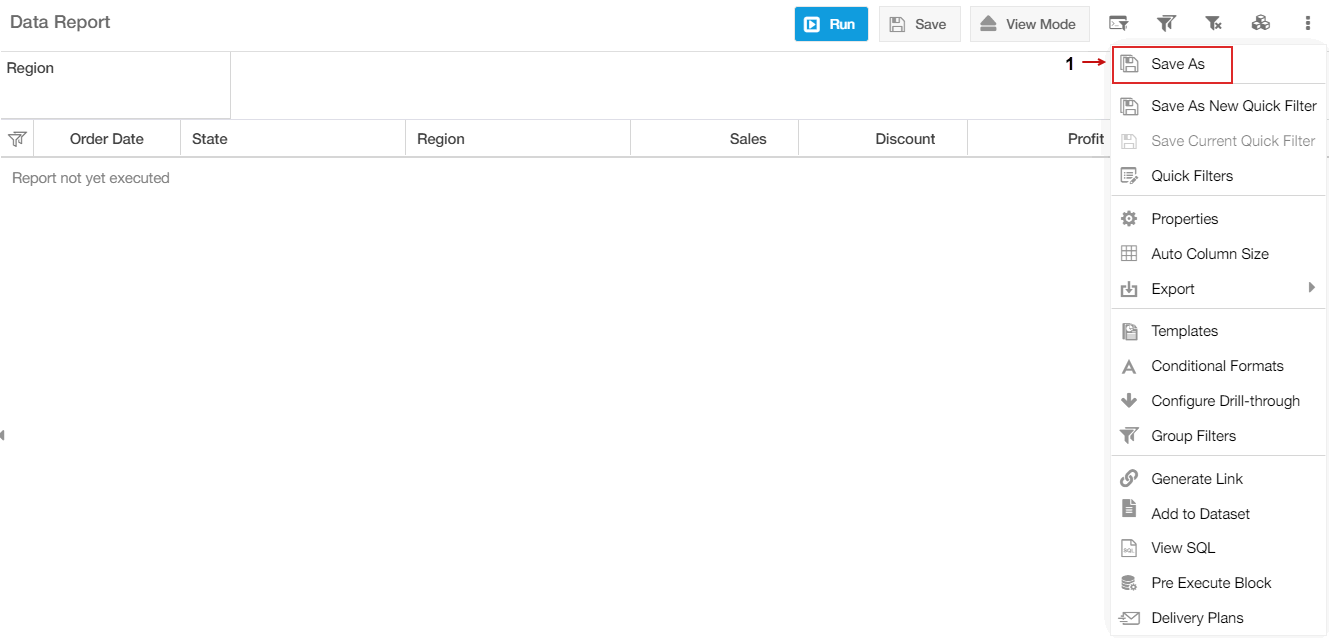 Data Report
Run
Save
View Mode
Region
1
Save As
Save As New Quick Filter
Save Current Quick Filter
Quick Filters
Order Date
State
Region
Sales
Discount
Profit
Report not yet executed
Properties
Auto Column Size
Export
Templates
Conditional Formats
Configure Drill-through
Group Filters
Generate Link
Add to Dataset
SQL
View SQL
Pre Execute Block
Delivery Plans